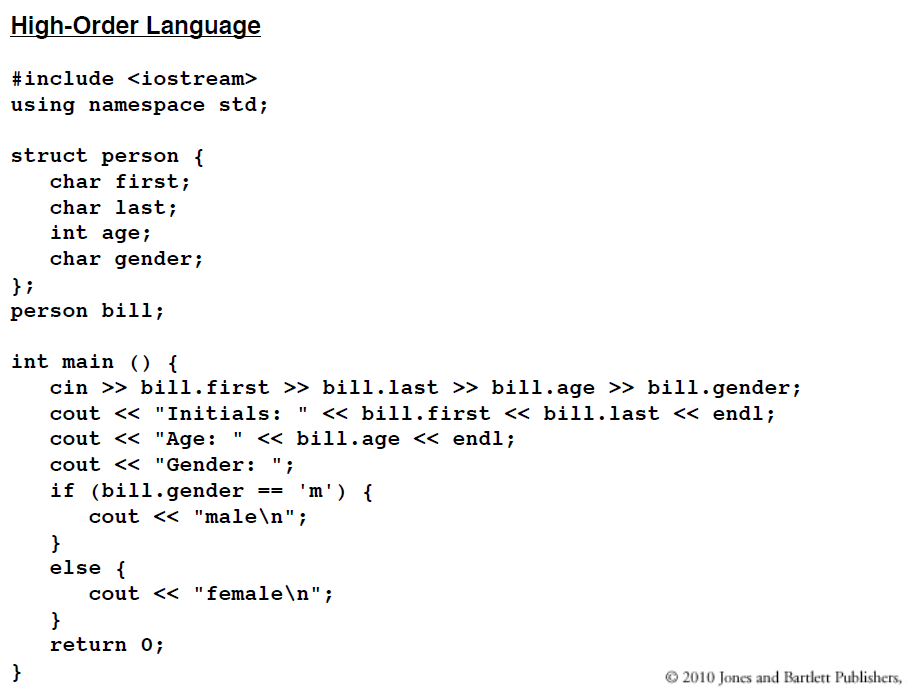 High-Order Language
#include <iostream>
using namespace std;
struct person {
   char first;
   char last;
   int age;
   char gender;
};
person bill;
int main () {
   cin >> bill.first >> bill.last >> bill.age >> bill.gender;
   cout << "Initials: " << bill.first << bill.last << endl;
   cout << "Age: " << bill.age << endl;
   cout << "Gender: ";
   if (bill.gender == 'm') {
      cout << "male\n";
   }
   else {
      cout << "female\n";
   }
   return 0;
}
© 2010 Jones and Bartlett Publishers,